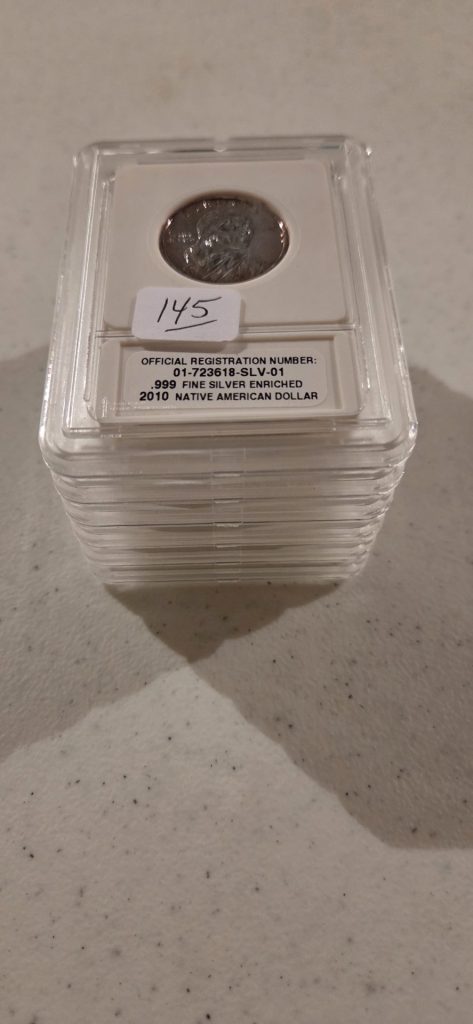 145
OFFICIAL REGISTRATION NUMBER:
01-723618-SLV-01
.999 FINE SILVER ENRICHED
2010 NATIVE AMERICAN DOLLAR